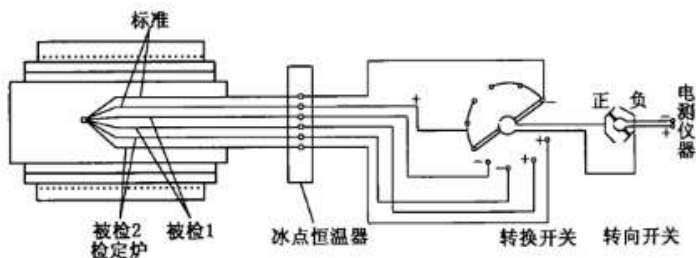 标准
+
−
正 负
−
+
电测仪器
− − + +
被检2
检定炉
被检1
冰点恒温器
转换开关
转向开关